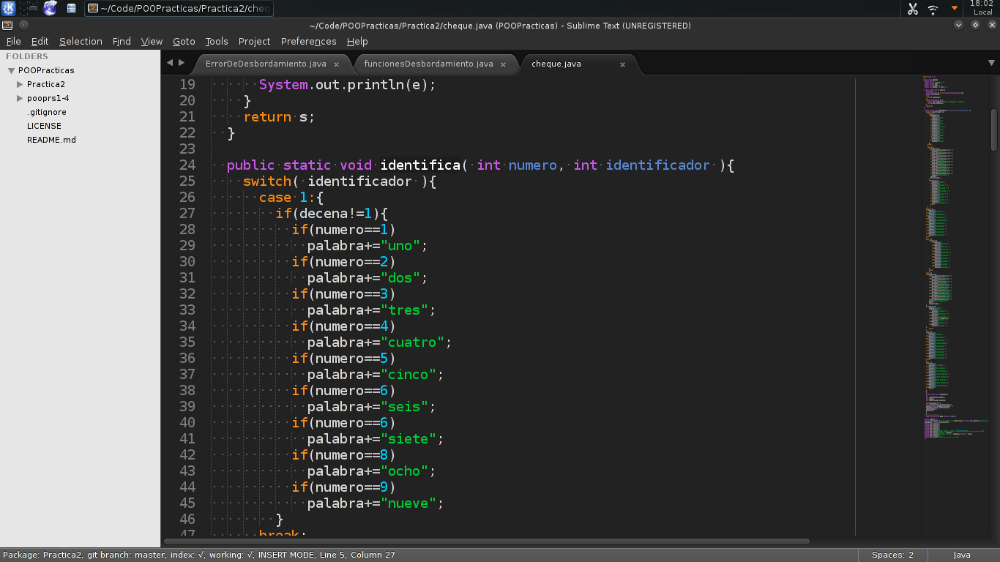 ~/Code/POOPracticas/Practica2/cheq
18:02
Local
~/Code/POOPracticas/Practica2/cheque.java (POOPracticas) - Sublime Text (UNREGISTERED)
File Edit Selection Find View Goto Tools Project Preferences Help
FOLDERS
POOPracticas
Practica2
pooprs1-4
.gitignore
LICENSE
README.md
ErrorDeDesbordamiento.java × funcionesDesbordamiento.java × cheque.java ×
19 System.out.println(e);
20 }
21 return s;
22 }
23
24 public static void identifica( int numero, int identificador ){
25 switch( identificador ){
26 case 1:{
27 if(decena!=1){
28 if(numero==1)
29 palabra+="uno";
30 if(numero==2)
31 palabra+="dos";
32 if(numero==3)
33 palabra+="tres";
34 if(numero==4)
35 palabra+="cuatro";
36 if(numero==5)
37 palabra+="cinco";
38 if(numero==6)
39 palabra+="seis";
40 if(numero==6)
41 palabra+="siete";
42 if(numero==8)
43 palabra+="ocho";
44 if(numero==9)
45 palabra+="nueve";
46 }
47 break;
Package: Practica2, git branch: master, index: √, working: √, INSERT MODE, Line 5, Column 27
Spaces: 2
Java